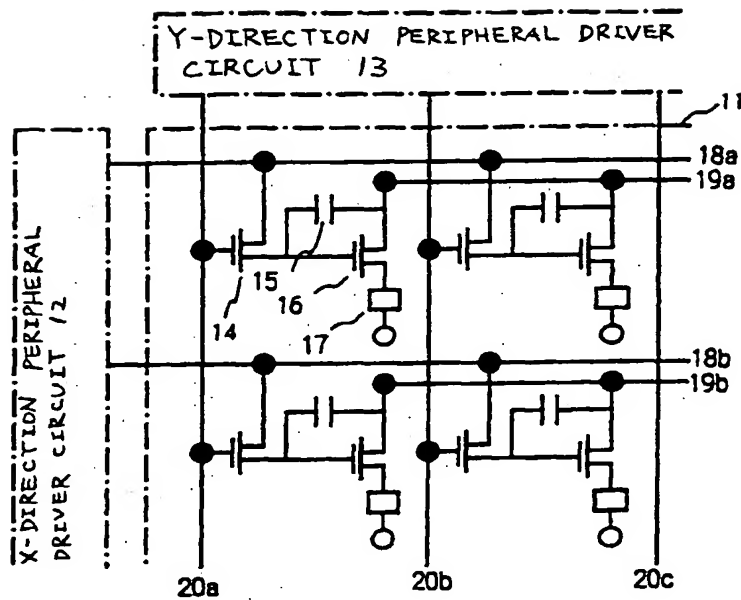 Y-DIRECTION PERIPHERAL DRIVER
CIRCUIT 13
11
18a
19a
15
16
14
17
18b
19b
X-DIRECTION PERIPHERAL
DRIVER CIRCUIT 12
20a
20b
20c